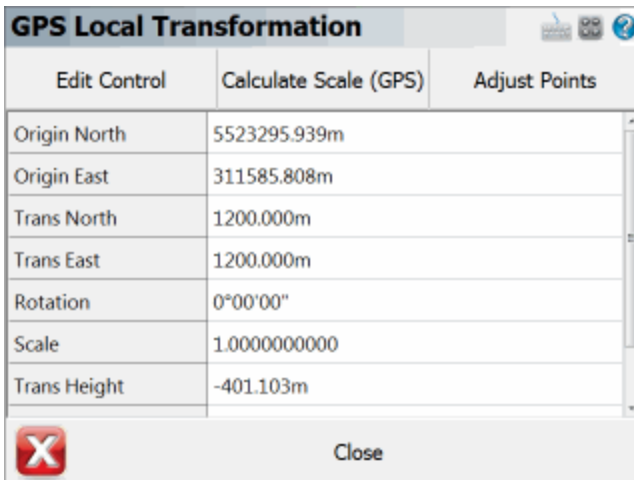 GPS Local Transformation
Edit Control Calculate Scale (GPS) Adjust Points
Origin North 5523295.939m
Origin East 311585.808m
Trans North 1200.000m
Trans East 1200.000m
Rotation 0°00'00"
Scale 1.0000000000
Trans Height -401.103m
Close